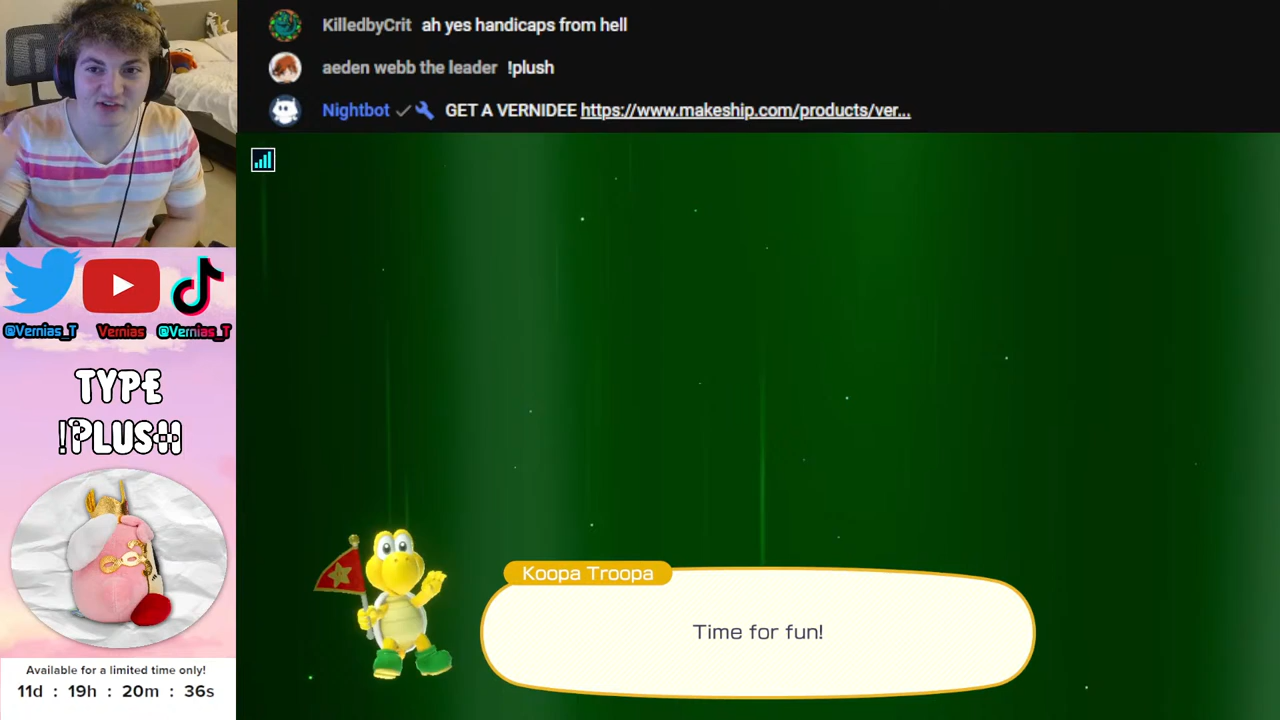 KilledbyCrit ah yes handicaps from hell
aeden webb the leader !plush
Nightbot GET A VERNIDEE https://www.makeship.com/products/ver...
@Vernias_T Vernias @Vernias_T
TYPE
!PLUSH
Available for a limited time only!
11d : 19h : 20m : 36s
Koopa Troopa
Time for fun!